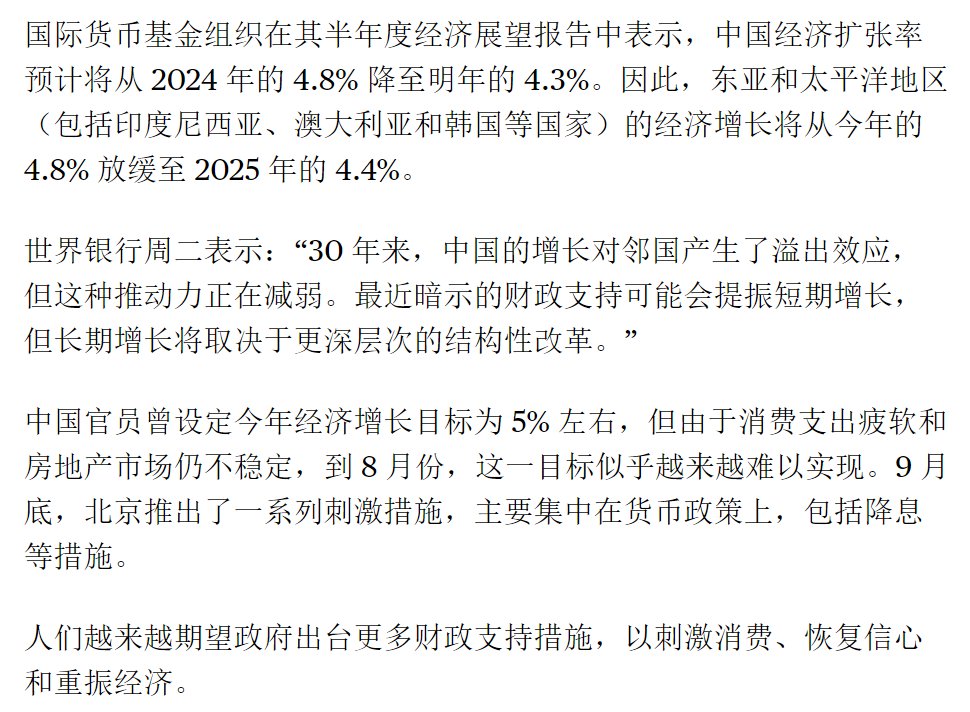 国际货币基金组织在其半年度经济展望报告中表示，中国经济扩张率
预计将从 2024 年的 4.8% 降至明年的 4.3%。因此，东亚和太平洋地区
（包括印度尼西亚、澳大利亚和韩国等国家）的经济增长将从今年的
4.8% 放缓至 2025 年的 4.4%。
世界银行周二表示：“30 年来，中国的增长对邻国产生了溢出效应，
但这种推动力正在减弱。最近暗示的财政支持可能会提振短期增长，
但长期增长将取决于更深层次的结构性改革。”
中国官员曾设定今年经济增长目标为 5% 左右，但由于消费支出疲软和
房地产市场仍不稳定，到 8 月份，这一目标似乎越来越难以实现。9 月
底，北京推出了一系列刺激措施，主要集中在货币政策上，包括降息
等措施。
人们越来越期望政府出台更多财政支持措施，以刺激消费、恢复信心
和重振经济。